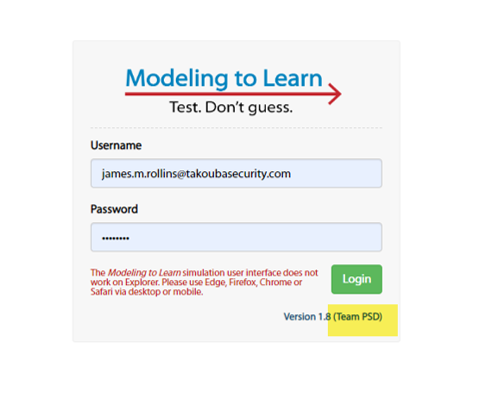 Modeling to Learn
Test. Don't guess.
Username
james.m.rollins@takoubasecurity.com
Password
••••••••
The Modeling to Learn simulation user interface does not
work on Explorer. Please use Edge, Firefox, Chrome or
Safari via desktop or mobile.
Login
Version 1.8 (Team PSD)